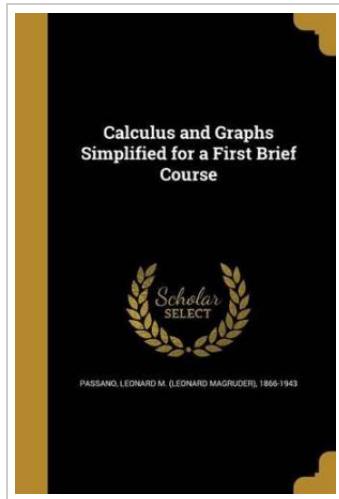 Calculus and Graphs
Simplified for a First Brief
Course
Scholar
SELECT
PASSANO, LEONARD M. (LEONARD MAGRUDER), 1866-1943